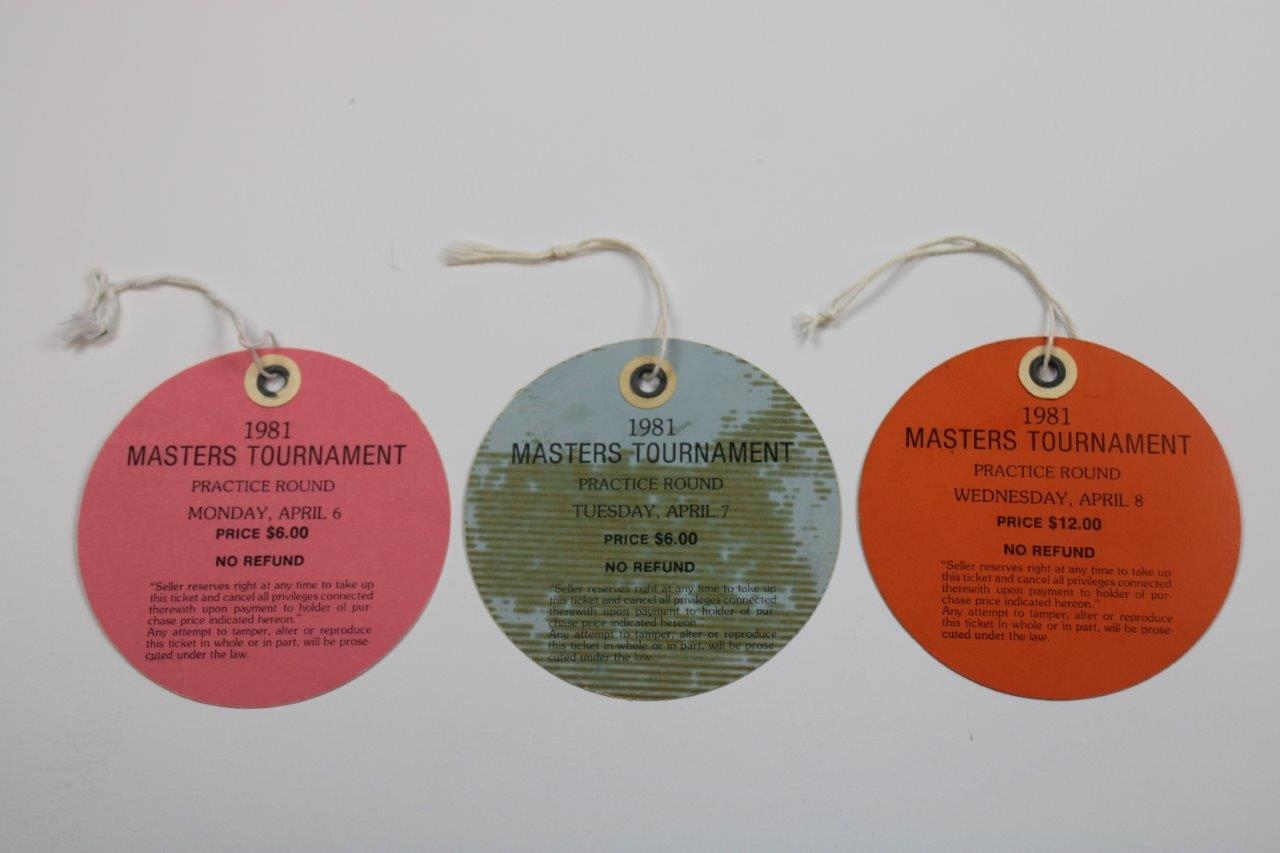 1981
MASTERS TOURNAMENT
PRACTICE ROUND
MONDAY, APRIL 6
PRICE $6.00
NO REFUND
"Seller reserves right at any time to take up
this ticket and cancel all privileges connected
therewith upon payment to holder of pur-
chase price indicated hereon."
Any attempt to tamper, alter or reproduce
this ticket in whole or in part, will be prose-
cuted under the law.
1981
MASTERS TOURNAMENT
PRACTICE ROUND
TUESDAY, APRIL 7
PRICE $6.00
NO REFUND
"Seller reserves right at any time to take up
this ticket and cancel all privileges connected
therewith upon payment to holder of pur-
chase price indicated hereon."
Any attempt to tamper, alter or reproduce
this ticket in whole or in part, will be prose-
cuted under the law.
1981
MASTERS TOURNAMENT
PRACTICE ROUND
WEDNESDAY, APRIL 8
PRICE $12.00
NO REFUND
"Seller reserves right at any time to take up
this ticket and cancel all privileges connected
therewith upon payment to holder of pur-
chase price indicated hereon."
Any attempt to tamper, alter or reproduce
this ticket in whole or in part, will be prose-
cuted under the law.